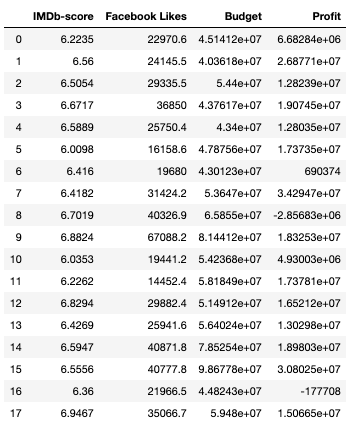 IMDb-score Facebook Likes Budget Profit
0 6.2235 22970.6 4.51412e+07 6.68284e+06
1 6.56 24145.5 4.03618e+07 2.68771e+07
2 6.5054 29335.5 5.44e+07 1.28239e+07
3 6.6717 36850 4.37617e+07 1.90745e+07
4 6.5889 25750.4 4.34e+07 1.28035e+07
5 6.0098 16158.6 4.78756e+07 1.73735e+07
6 6.416 19680 4.30123e+07 690374
7 6.4182 31424.2 5.3647e+07 3.42947e+07
8 6.7019 40326.9 6.5855e+07 -2.85683e+06
9 6.8824 67088.2 8.14412e+07 1.83253e+07
10 6.0353 19441.2 5.42368e+07 4.93003e+06
11 6.2262 14452.4 5.81849e+07 1.73781e+07
12 6.8294 29882.4 5.14912e+07 1.65212e+07
13 6.4269 25941.6 5.64024e+07 1.30298e+07
14 6.5947 40871.8 7.85254e+07 1.89803e+07
15 6.5556 40777.8 9.86778e+07 3.08025e+07
16 6.36 21966.5 4.48243e+07 -177708
17 6.9467 35066.7 5.948e+07 1.50665e+07